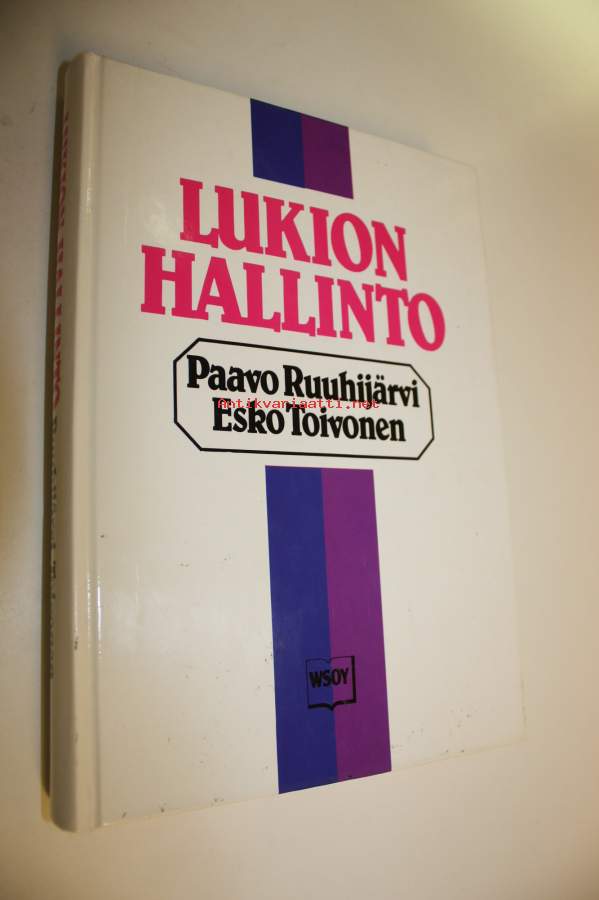 LUKION
HALLINTO
Paavo Ruuhijärvi
Antikvariaatti.net
Esko Toivonen
WSOY